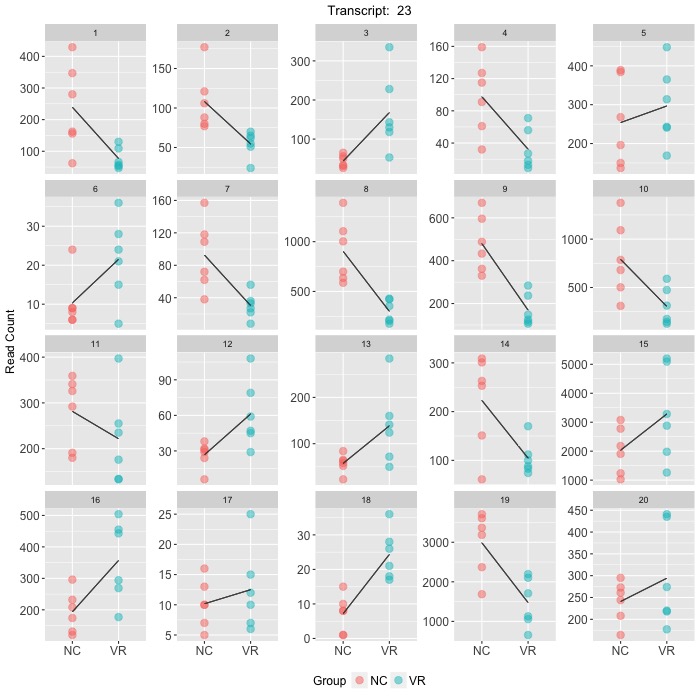 Transcript: 23
1 2 3 4 5
400 300 200 100
150 100 50
300 200 100
160 120 80 40
400 300 200
6 7 8 9 10
30 20 10
160 120 80 40
1000 500
600 400 200
1000 500
Read Count
11 12 13 14 15
400 300 200
90 60 30
200 100
300 200 100
5000 4000 3000 2000 1000
16 17 18 19 20
500 400 300 200
25 20 15 10 5
30 20 10 0
3000 2000 1000
450 400 350 300 250 200
NC VR NC VR NC VR NC VR NC VR
Group NC VR